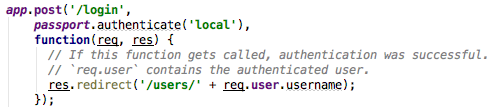 app.post('/login',
  passport.authenticate('local'),
  function(req, res) {
    // If this function gets called, authentication was successful.
    // `req.user` contains the authenticated user.
    res.redirect('/users/' + req.user.username);
  });